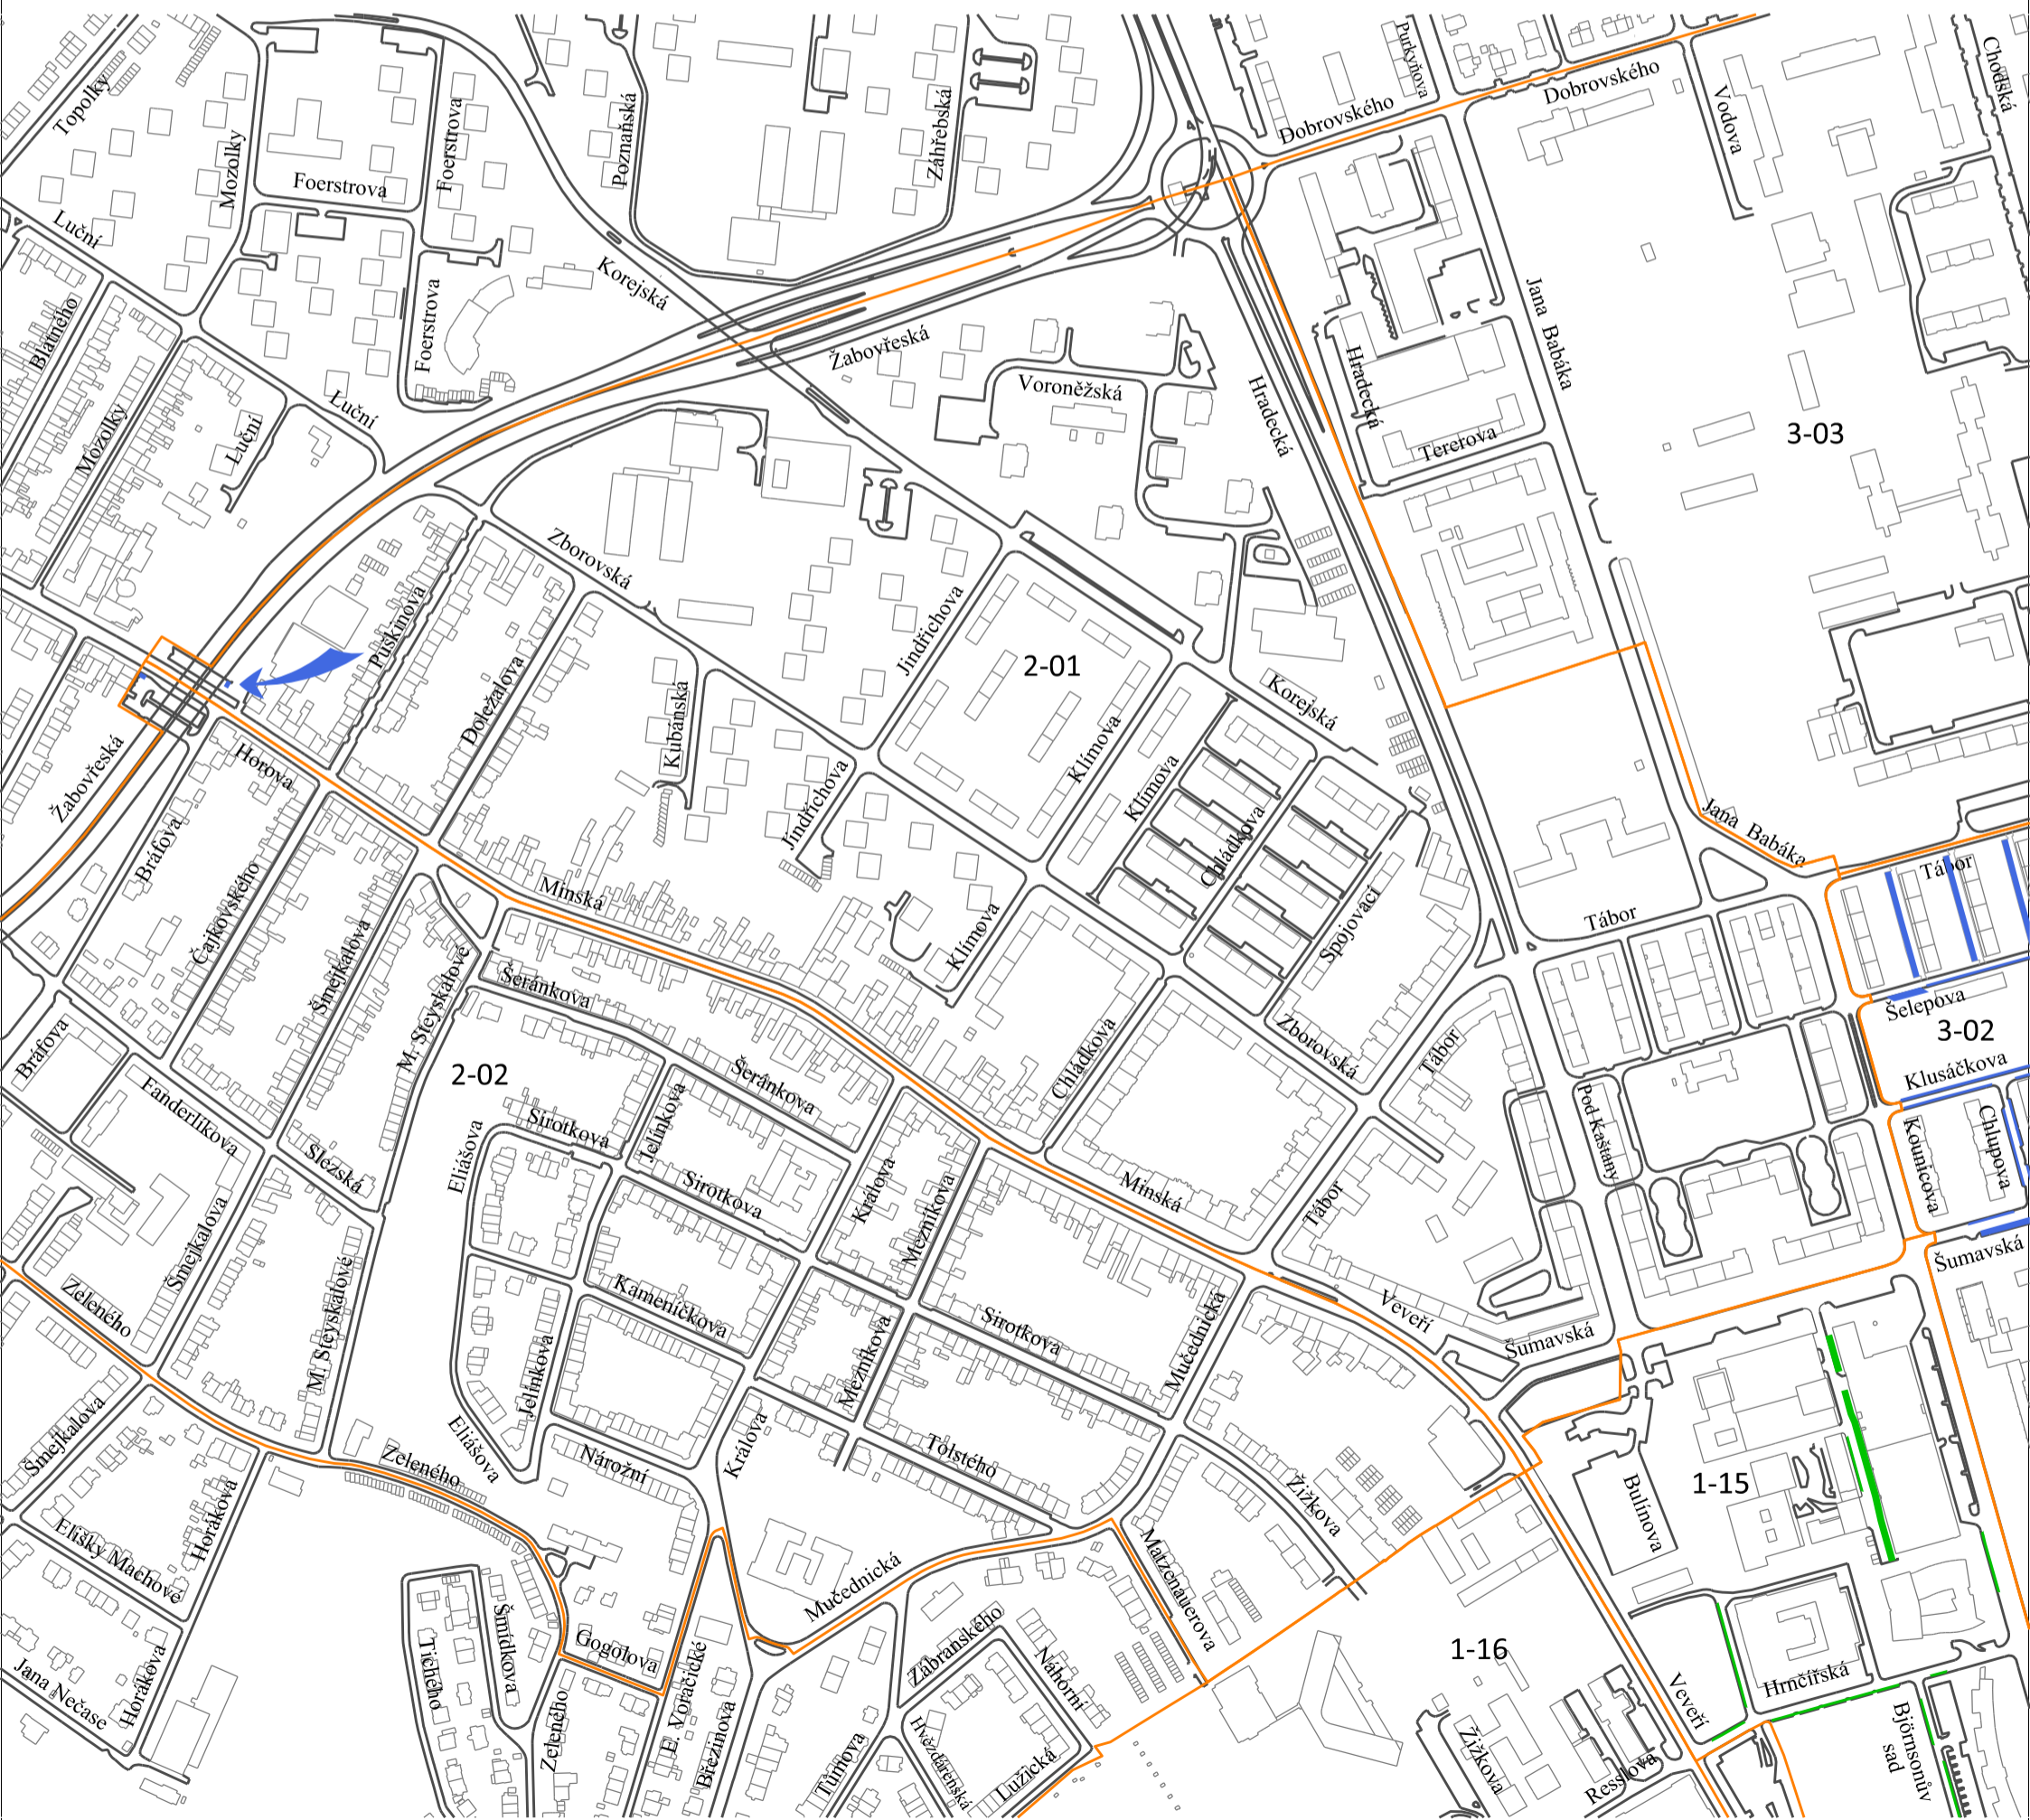 Chodská
Purkyňova
Dobrovského
Dobrovského
Vodova
Topolky
Mozolky
Foerstrova
Foerstrova
Poznaňská
Záhřebská
Luční
Korejská
Foerstrova
Blatného
Jana Babáka
Žabovřeská
Hradecká
Voroněžská
Hradecká
Luční
Mozolky
Luční
Tererova
3-03
Zborovská
Puškinova
Jindřichova
2-01
Doležalova
Kubánská
Korejská
Klímova
Klímova
Horova
Žabovřeská
Jindřichova
Jana Babáka
Bráfova
Chládkova
Tábor
Minská
Čajkovského
Spojovací
Tábor
Šmejkalova
Klímova
M. Steyskalové
Šeránkova
Šelepova
3-02
Bráfova
Chládkova
Zborovská
Tábor
Klusáčkova
2-02
Šeránkova
Fanderlíkova
Pod Kaštany
Sirotkova
Jelínkova
Eliášova
Chlupova
Kounicova
Slezská
Sirotkova
Králova
Minská
Tábor
Mezníkova
Šmejkalova
Šumavská
Zeleného
M. Steyskalové
Kameníčkova
Sirotkova
Veveří
Šumavská
Mučednická
Mezníkova
Jelínkova
Šmejkalova
Eliášova
Králova
Zeleného
Nárožní
Tolstého
Žižkova
1-15
Bulínova
Horákova
Elišky Machové
Matzenauerova
Mučednická
Šmídkova
Tichého
Gogolova
Zábranského
Náhorní
1-16
Hrnčířská
Jana Nečase
Horákova
Zeleného
E. Voračické
Březinova
Tůmova
Hvězdárenská
Lužická
Žižkova
Resslova
Veveří
Björnsonův
sad